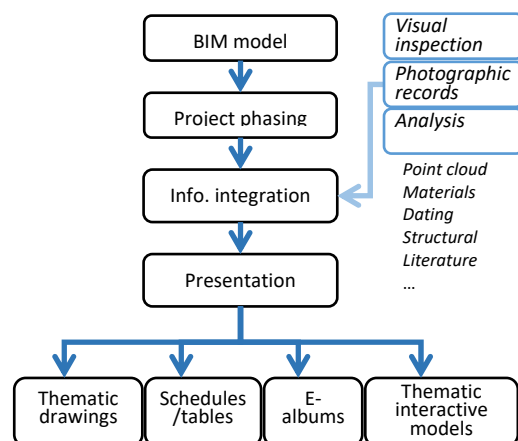 BIM model
Project phasing
Info. integration
Presentation
Visual
inspection
Photographic
records
Analysis
Point cloud
Materials
Dating
Structural
Literature
...
Thematic
drawings
Schedules
/tables
E-
albums
Thematic
interactive
models